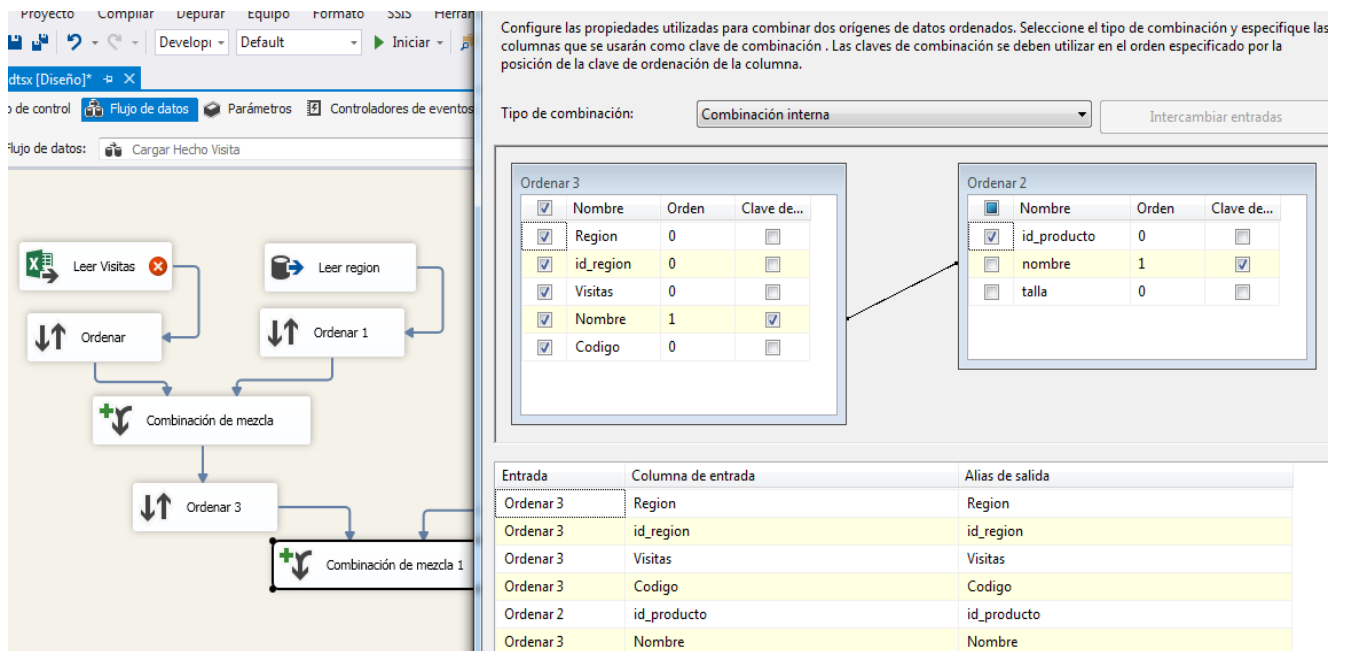 Proyecto Compilar Depurar Equipo Formato SSIS Herrar
Develop Default Iniciar
dtsx [Diseño]*
o de control Flujo de datos Parámetros Controladores de eventos
Flujo de datos: Cargar Hecho Visita
Leer Visitas
Leer region
Ordenar
Ordenar 1
Combinación de mezcla
Ordenar 3
Combinación de mezcla 1
Configure las propiedades utilizadas para combinar dos orígenes de datos ordenados. Seleccione el tipo de combinación y especifique las
columnas que se usarán como clave de combinación . Las claves de combinación se deben utilizar en el orden especificado por la
posición de la clave de ordenación de la columna.
Tipo de combinación: Combinación interna Intercambiar entradas
Ordenar 3
Nombre Orden Clave de...
Region 0
id_region 0
Visitas 0
Nombre 1
Codigo 0
Ordenar 2
Nombre Orden Clave de...
id_producto 0
nombre 1
talla 0
Entrada Columna de entrada Alias de salida
Ordenar 3 Region Region
Ordenar 3 id_region id_region
Ordenar 3 Visitas Visitas
Ordenar 3 Codigo Codigo
Ordenar 2 id_producto id_producto
Ordenar 3 Nombre Nombre